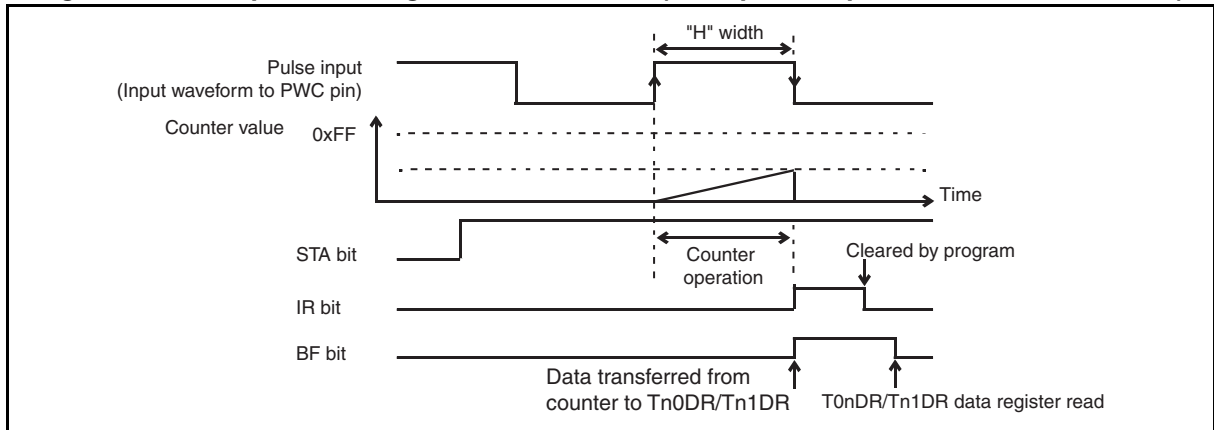 "H" width
Pulse input
(Input waveform to PWC pin)
Counter value 0xFF
Time
STA bit
Counter
operation
Cleared by program
IR bit
BF bit
Data transferred from
counter to Tn0DR/Tn1DR
T0nDR/Tn1DR data register read